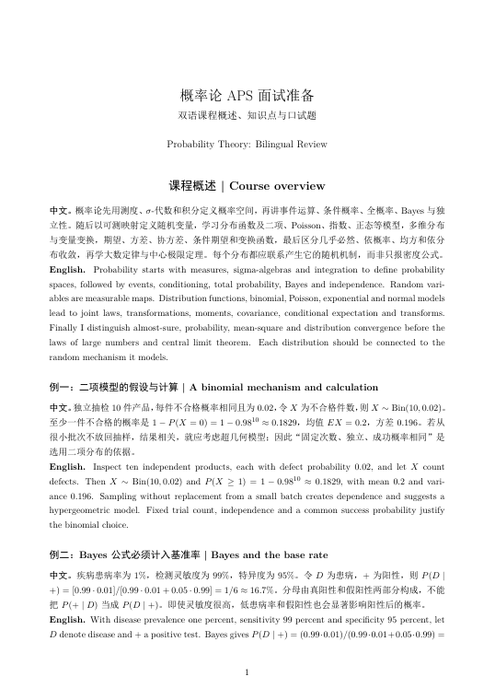 概率论 APS 面试准备
双语课程概述、知识点与口试题
Probability Theory: Bilingual Review
课程概述 | Course overview
中文。概率论先用测度、σ-代数和积分定义概率空间，再讲事件运算、条件概率、全概率、Bayes 与独
立性。随后以可测映射定义随机变量，学习分布函数及二项、Poisson、指数、正态等模型，多维分布
与变量变换，期望、方差、协方差、条件期望和变换函数，最后区分几乎必然、依概率、均方和依分
布收敛，再学大数定律与中心极限定理。每个分布都应联系产生它的随机机制，而非只报密度公式。
English. Probability starts with measures, sigma-algebras and integration to define probability
spaces, followed by events, conditioning, total probability, Bayes and independence. Random vari-
ables are measurable maps. Distribution functions, binomial, Poisson, exponential and normal models
lead to joint laws, transformations, moments, covariance, conditional expectation and transforms.
Finally I distinguish almost-sure, probability, mean-square and distribution convergence before the
laws of large numbers and central limit theorem. Each distribution should be connected to the
random mechanism it models.
例一：二项模型的假设与计算 | A binomial mechanism and calculation
中文。独立抽检 10 件产品，每件不合格概率相同且为 0.02，令 X 为不合格件数，则 X ∼ Bin(10, 0.02)。
至少一件不合格的概率是 1 − P(X = 0) = 1 − 0.98¹⁰ ≈ 0.1829，均值 EX = 0.2，方差 0.196。若从
很小批次不放回抽样，结果相关，就应考虑超几何模型；因此“固定次数、独立、成功概率相同”是
选用二项分布的依据。
English. Inspect ten independent products, each with defect probability 0.02, and let X count
defects. Then X ∼ Bin(10, 0.02) and P(X ≥ 1) = 1 − 0.98¹⁰ ≈ 0.1829, with mean 0.2 and vari-
ance 0.196. Sampling without replacement from a small batch creates dependence and suggests a
hypergeometric model. Fixed trial count, independence and a common success probability justify
the binomial choice.
例二：Bayes 公式必须计入基准率 | Bayes and the base rate
中文。疾病患病率为 1%，检测灵敏度为 99%，特异度为 95%。令 D 为患病，+ 为阳性，则 P(D |
+) = [0.99 · 0.01]/[0.99 · 0.01 + 0.05 · 0.99] = 1/6 ≈ 16.7%。分母由真阳性和假阳性两部分构成，不能
把 P(+ | D) 当成 P(D | +)。即使灵敏度很高，低患病率和假阳性也会显著影响阳性后的概率。
English. With disease prevalence one percent, sensitivity 99 percent and specificity 95 percent, let
D denote disease and + a positive test. Bayes gives P(D | +) = (0.99·0.01)/(0.99·0.01+0.05·0.99) =
1